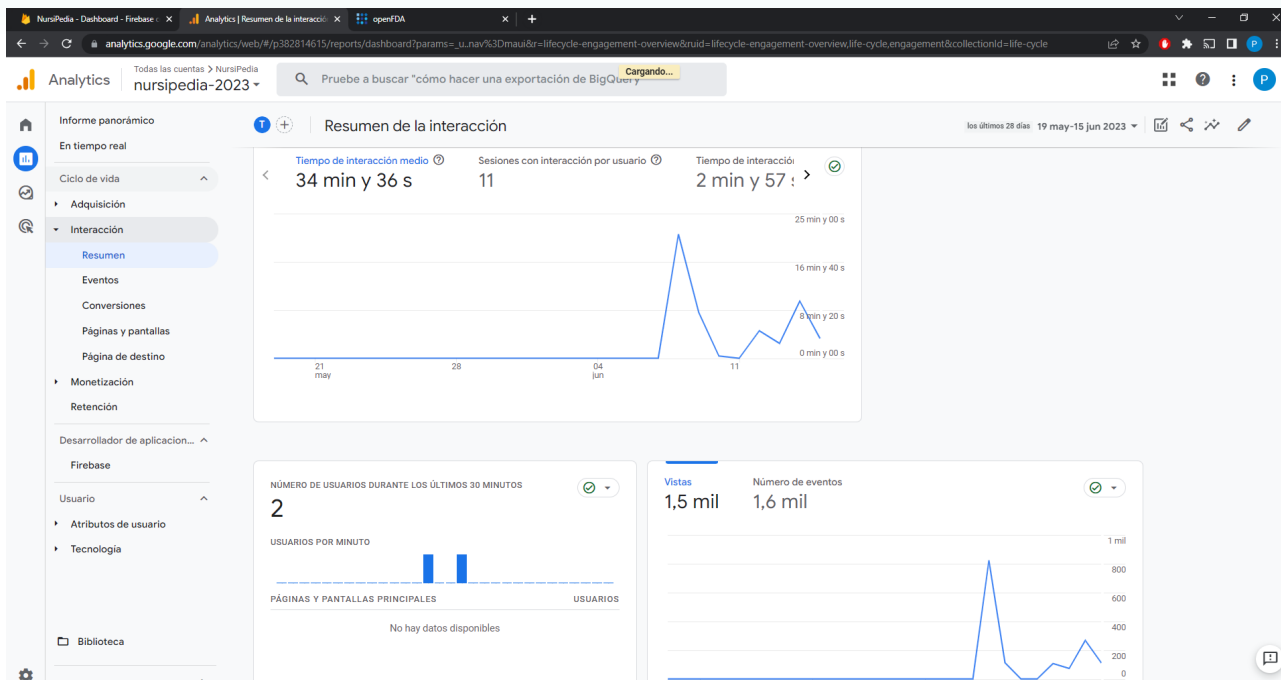 NursiPedia - Dashboard - Firebase c
Analytics | Resumen de la interacció
openFDA
analytics.google.com/analytics/web/#/p382814615/reports/dashboard?params=_u..nav%3Dmaui&r=lifecycle-engagement-overview&ruid=lifecycle-engagement-overview,life-cycle,engagement&collectionId=life-cycle
P
Analytics
Todas las cuentas > NursiPedia
nursipedia-2023
Pruebe a buscar "cómo hacer una exportación de BigQuery"
Cargando...
P
Informe panorámico
En tiempo real
Ciclo de vida
Adquisición
Interacción
Resumen
Eventos
Conversiones
Páginas y pantallas
Página de destino
Monetización
Retención
Desarrollador de aplicacion...
Firebase
Usuario
Atributos de usuario
Tecnología
Biblioteca
T
Resumen de la interacción
los últimos 28 días 19 may-15 jun 2023
Tiempo de interacción medio
34 min y 36 s
Sesiones con interacción por usuario
11
Tiempo de interacció
2 min y 57 s
25 min y 00 s
16 min y 40 s
8 min y 20 s
0 min y 00 s
21
may
28
04
jun
11
NÚMERO DE USUARIOS DURANTE LOS ÚLTIMOS 30 MINUTOS
2
USUARIOS POR MINUTO
PÁGINAS Y PANTALLAS PRINCIPALES USUARIOS
No hay datos disponibles
Vistas
1,5 mil
Número de eventos
1,6 mil
1 mil
800
600
400
200
0